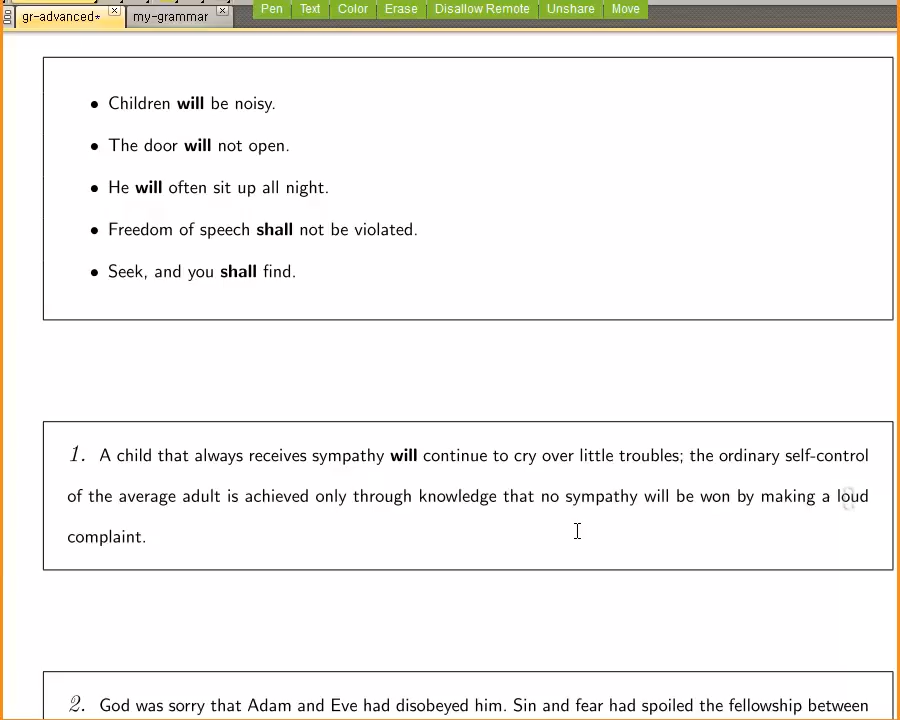 Pen Text Color Erase Disallow Remote Unshare Move
gr-advanced* my-grammar
• Children will be noisy.
• The door will not open.
• He will often sit up all night.
• Freedom of speech shall not be violated.
• Seek, and you shall find.
1. A child that always receives sympathy will continue to cry over little troubles; the ordinary self-control
of the average adult is achieved only through knowledge that no sympathy will be won by making a loud
complaint.
2. God was sorry that Adam and Eve had disobeyed him. Sin and fear had spoiled the fellowship between